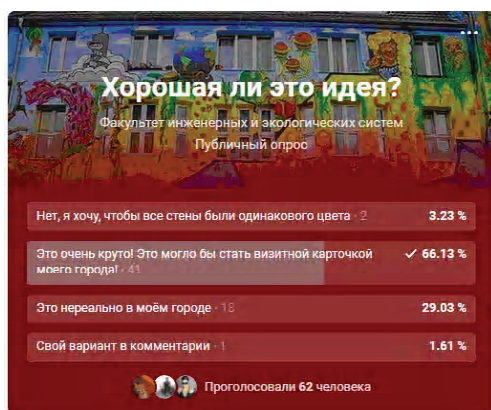 Хорошая ли это идея?
Факультет инженерных и экологических систем
Публичный опрос
Нет, я хочу, чтобы все стены были одинакового цвета · 2 3.23 %
Это очень круто! Это могло бы стать визитной карточкой 66.13 %
моего города! · 41
Это нереально в моём городе · 18 29.03 %
Свой вариант в комментарии · 1 1.61 %
Проголосовали 62 человека